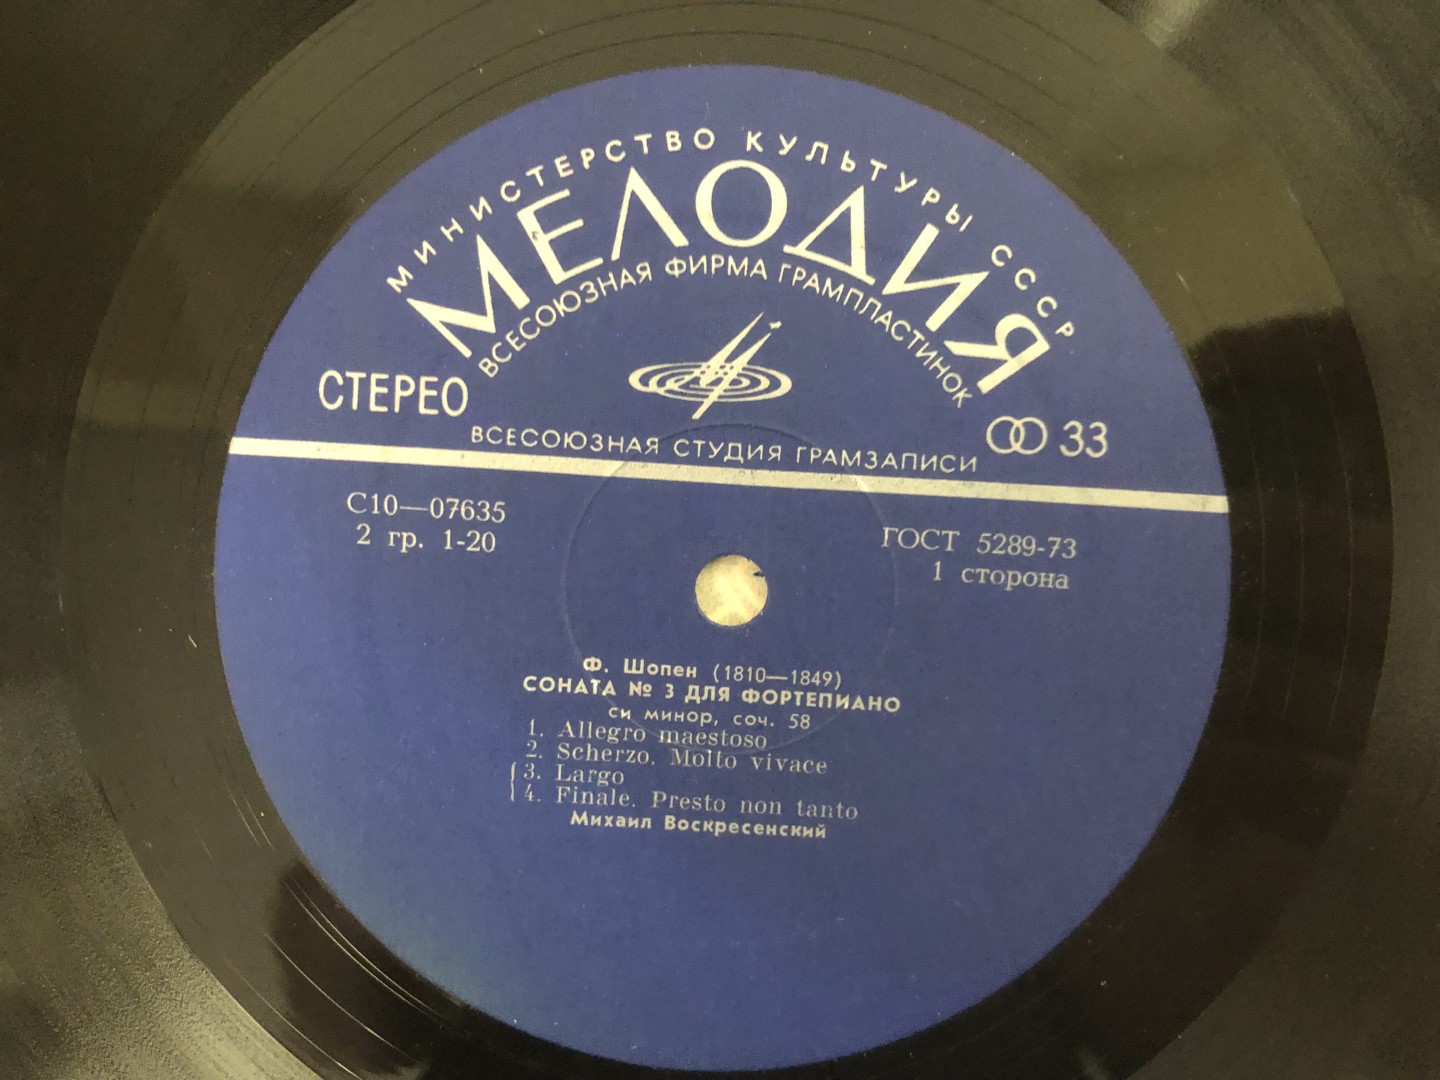 МИНИСТЕРСТВО КУЛЬТУРЫ СССР
МЕЛОДИЯ
ВСЕСОЮЗНАЯ ФИРМА ГРАМПЛАСТИНОК
СТЕРЕО
33
ВСЕСОЮЗНАЯ СТУДИЯ ГРАМЗАПИСИ
С10—07635
2 гр. 1-20
ГОСТ 5289-73
1 сторона
Ф. Шопен (1810—1849)
СОНАТА № 3 ДЛЯ ФОРТЕПИАНО
си минор, соч. 58
1. Allegro maestoso
2. Scherzo. Molto vivace
3. Largo
4. Finale. Presto non tanto
Михаил Воскресенский